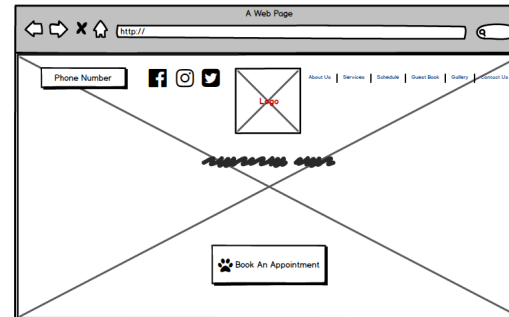 A Web Page
http://
Phone Number
Logo
About Us
Services
Schedule
Guest Book
Gallery
Contact Us
Book An Appointment